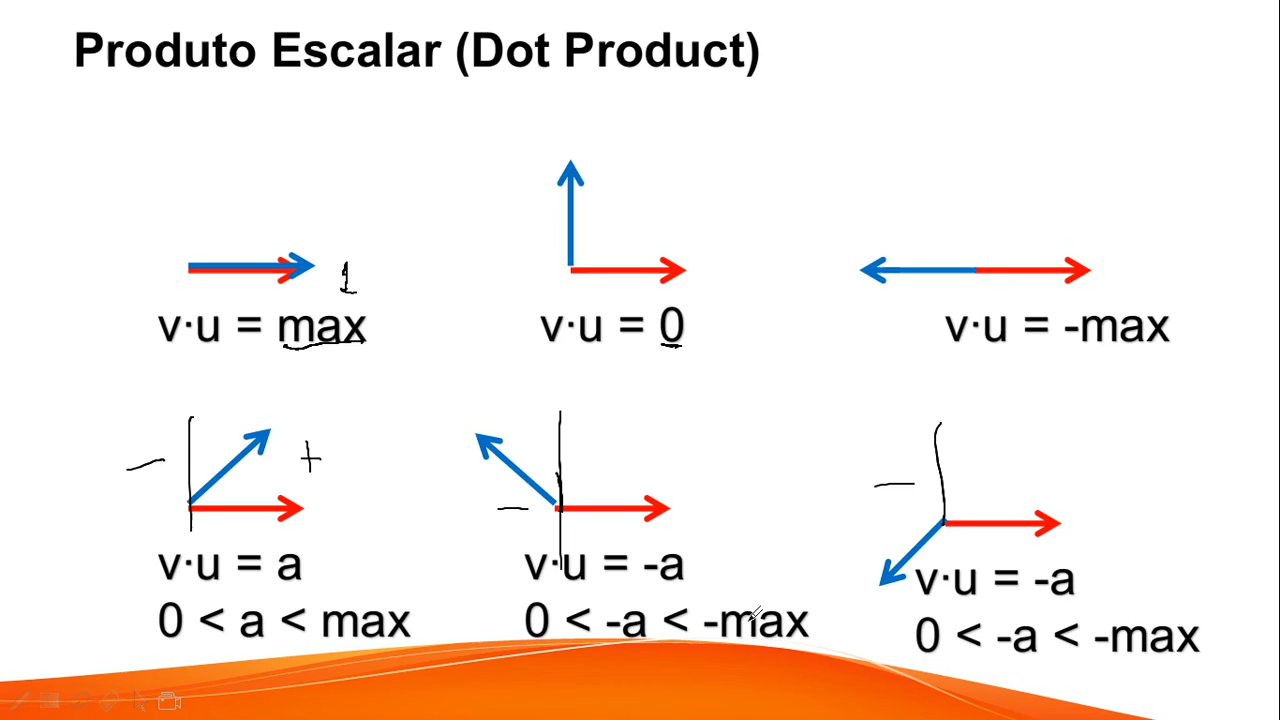 Produto Escalar (Dot Product)
1
v·u = max
v·u = 0
v·u = -max
- +
-
-
v·u = a
0 < a < max
v·u = -a
0 < -a < -max
v·u = -a
0 < -a < -max